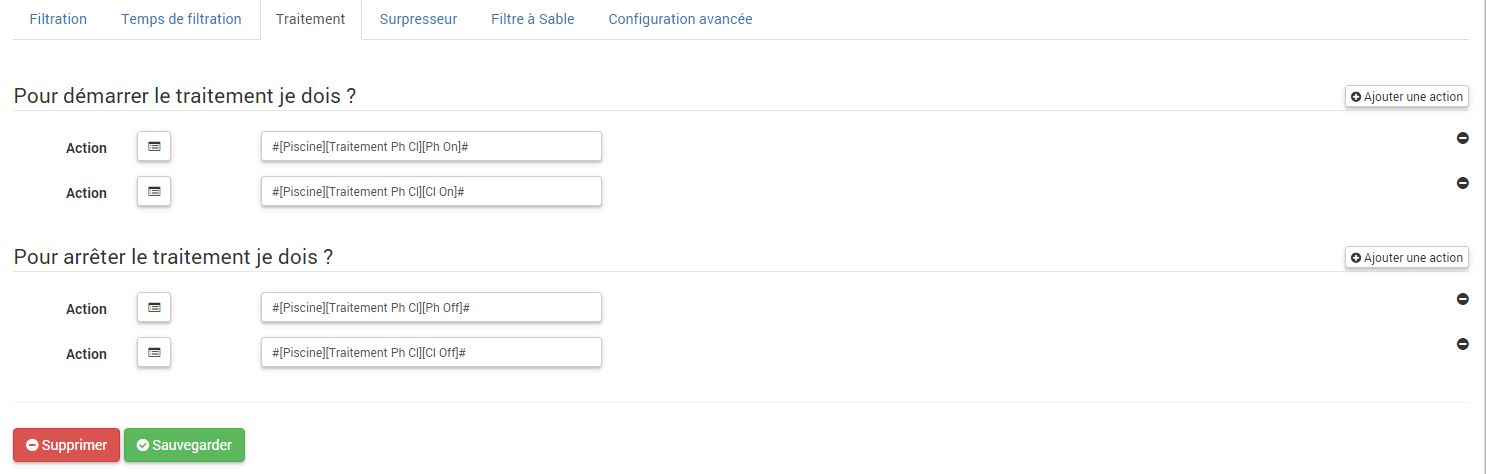 Filtration Temps de filtration Traitement Surpresseur Filtre à Sable Configuration avancée
Pour démarrer le traitement je dois ? Ajouter une action
Action #[Piscine][Traitement Ph Cl][Ph On]#
Action #[Piscine][Traitement Ph Cl][Cl On]#
Pour arrêter le traitement je dois ? Ajouter une action
Action #[Piscine][Traitement Ph Cl][Ph Off]#
Action #[Piscine][Traitement Ph Cl][Cl Off]#
Supprimer Sauvegarder